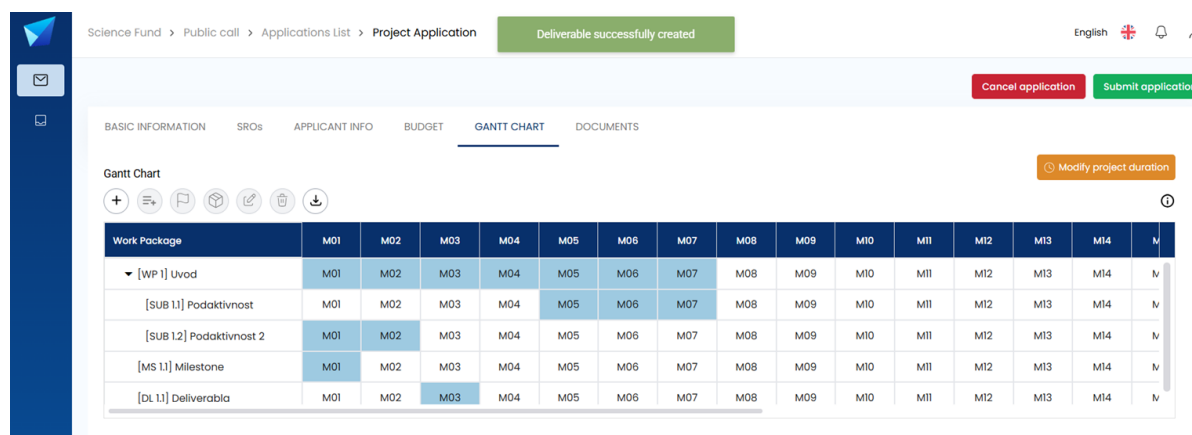 Science Fund > Public call > Applications List > Project Application
Deliverable successfully created
English
Cancel application
Submit application
BASIC INFORMATION SROs APPLICANT INFO BUDGET GANTT CHART DOCUMENTS
Modify project duration
Gantt Chart
Work Package M01 M02 M03 M04 M05 M06 M07 M08 M09 M10 M11 M12 M13 M14
[WP 1] Uvod M01 M02 M03 M04 M05 M06 M07 M08 M09 M10 M11 M12 M13 M14
[SUB 1.1] Podaktivnost M01 M02 M03 M04 M05 M06 M07 M08 M09 M10 M11 M12 M13 M14
[SUB 1.2] Podaktivnost 2 M01 M02 M03 M04 M05 M06 M07 M08 M09 M10 M11 M12 M13 M14
[MS 1.1] Milestone M01 M02 M03 M04 M05 M06 M07 M08 M09 M10 M11 M12 M13 M14
[DL 1.1] Deliverabla M01 M02 M03 M04 M05 M06 M07 M08 M09 M10 M11 M12 M13 M14